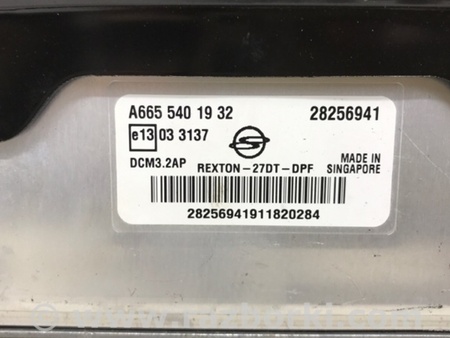 A665 540 19 32 28256941
e13 03 3137
DCM3.2AP REXTON-27DT-DPF MADE IN
SINGAPORE
28256941911820284